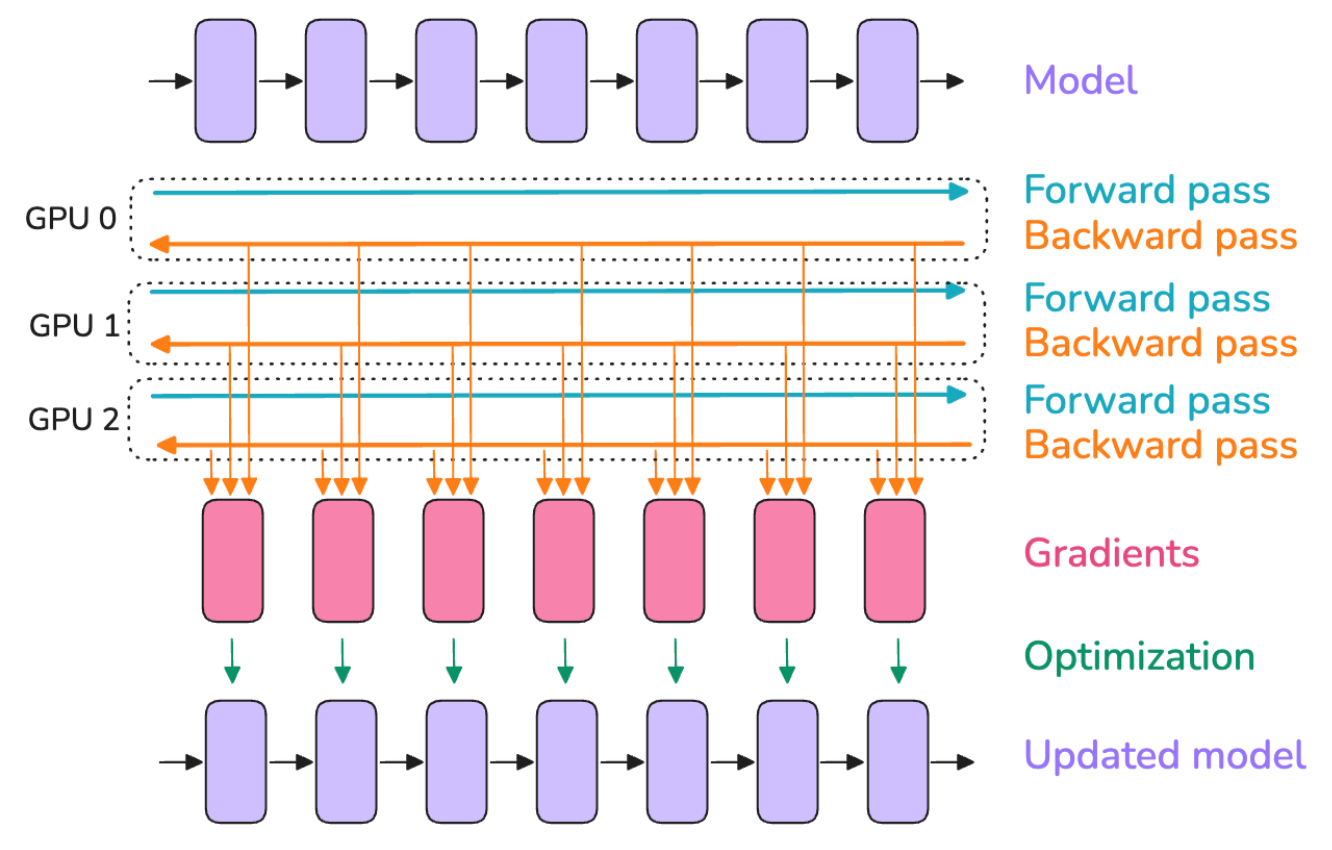 Model
GPU 0
Forward pass
Backward pass
GPU 1
Forward pass
Backward pass
GPU 2
Forward pass
Backward pass
Gradients
Optimization
Updated model